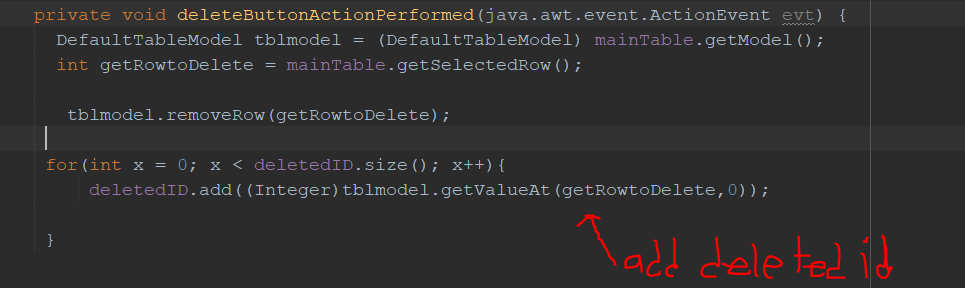 private void deleteButtonActionPerformed(java.awt.event.ActionEvent evt) {
DefaultTableModel tblmodel = (DefaultTableModel) mainTable.getModel();
int getRowtoDelete = mainTable.getSelectedRow();
tblmodel.removeRow(getRowtoDelete);
for(int x = 0; x < deletedID.size(); x++){
deletedID.add((Integer)tblmodel.getValueAt(getRowtoDelete,0));
}
add deleted id